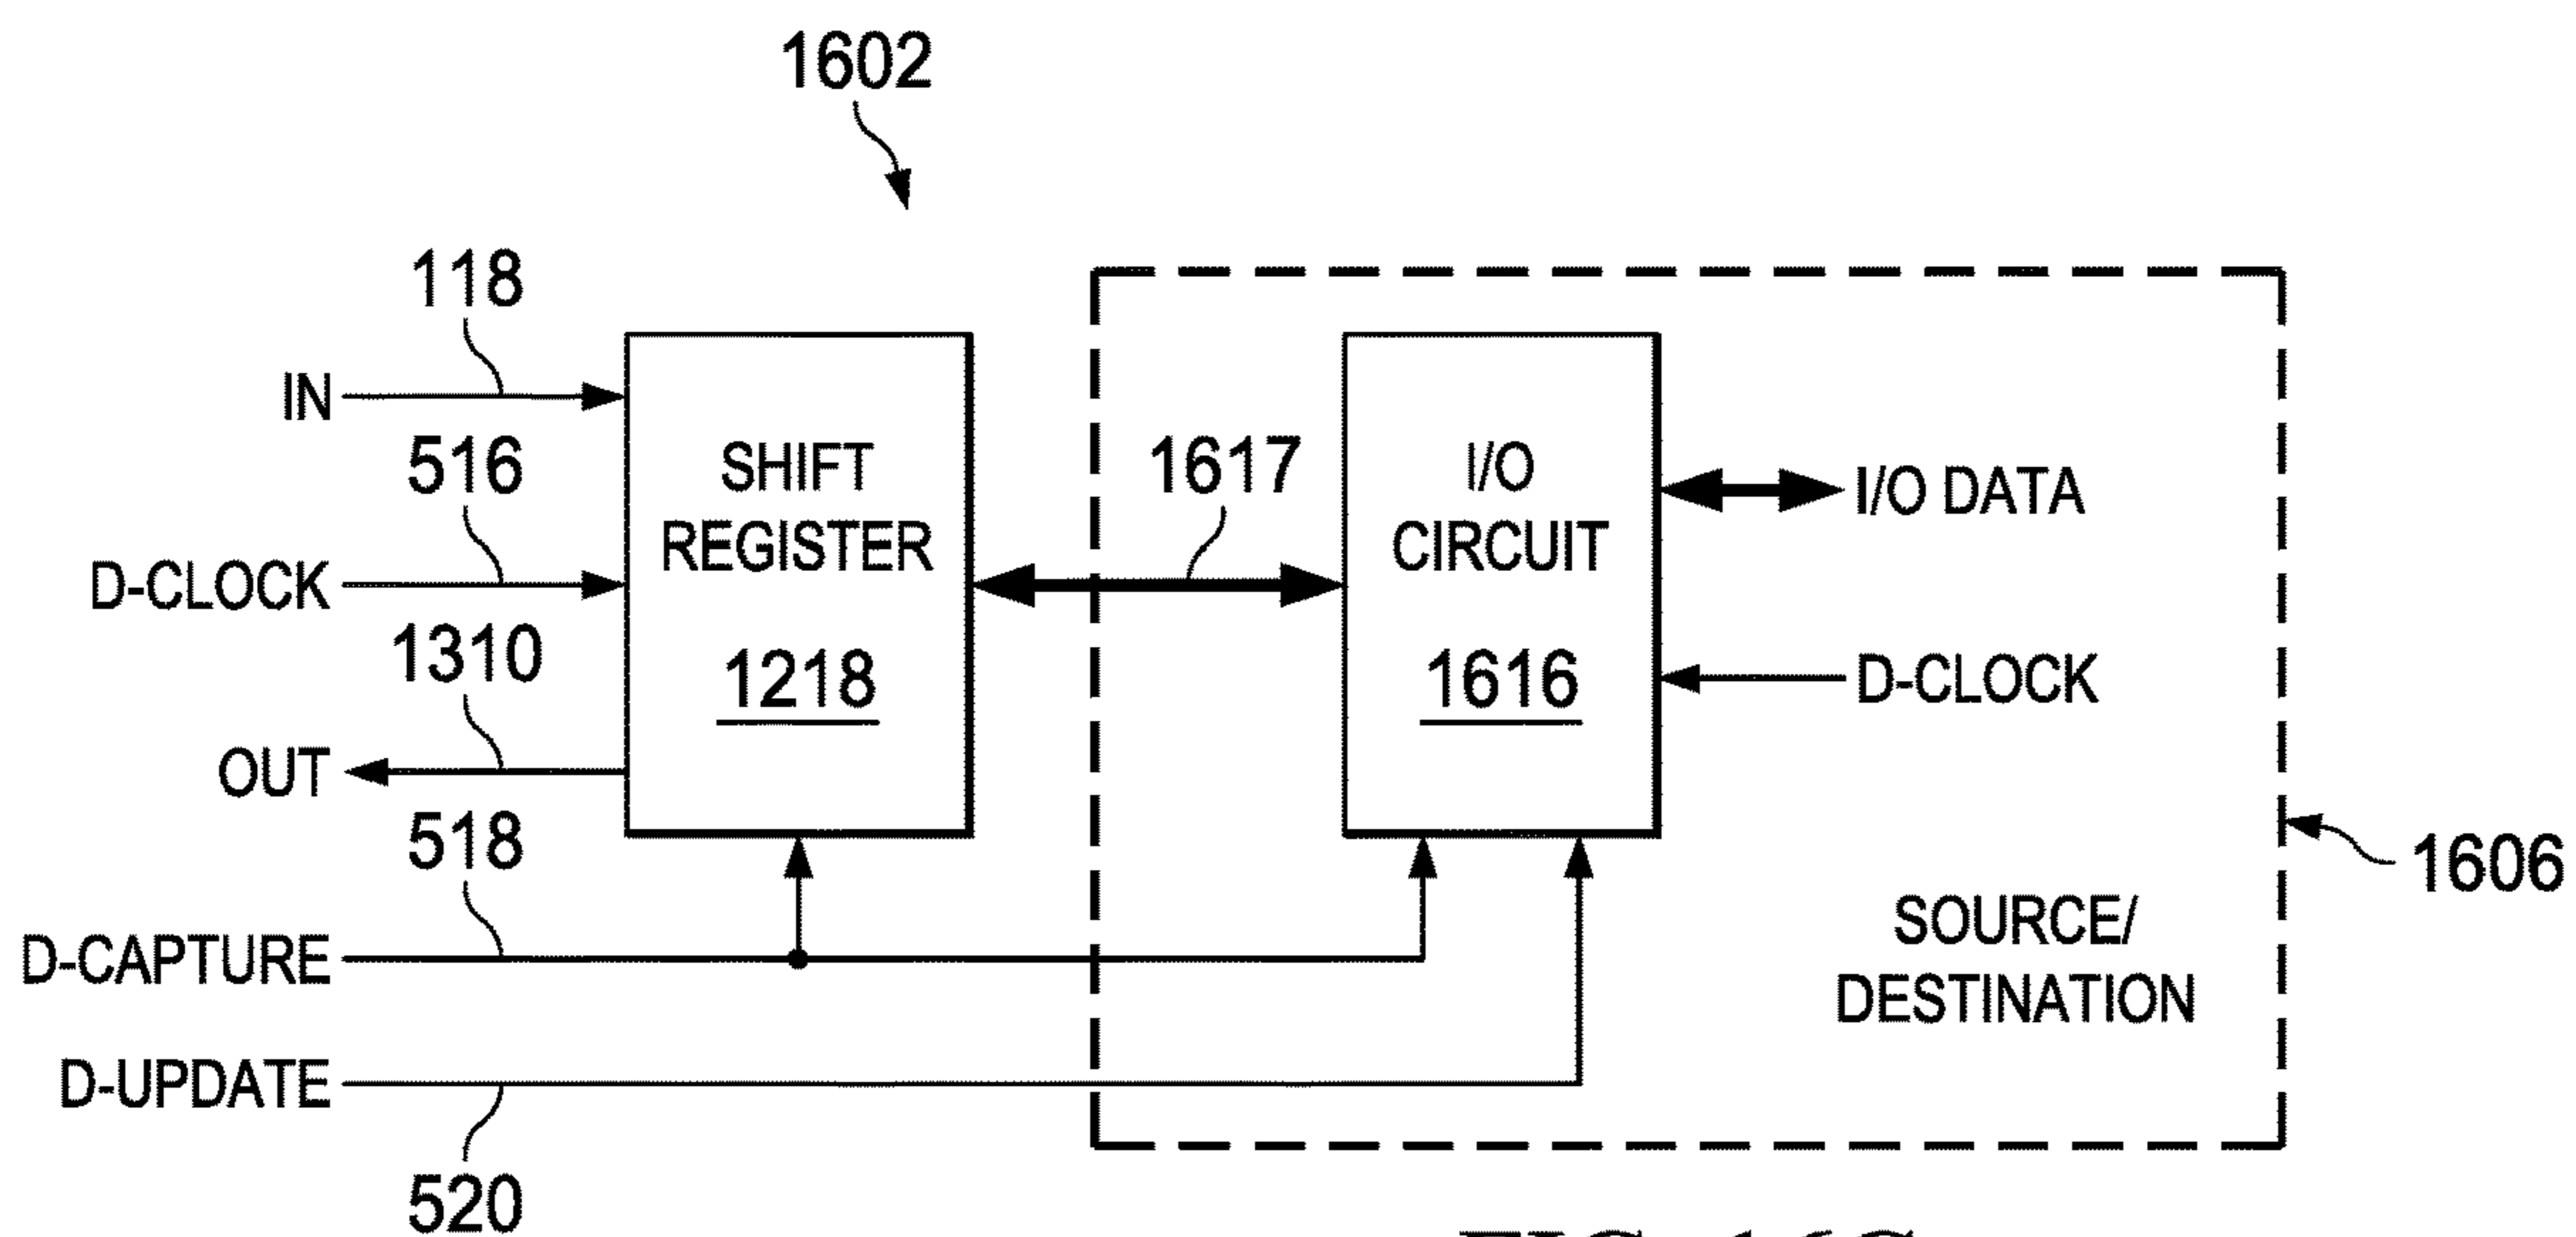 1602
118
IN
516
D-CLOCK
1310
OUT
518
D-CAPTURE
D-UPDATE
520
SHIFT
REGISTER
1218
1617
I/O
CIRCUIT
1616
I/O DATA
D-CLOCK
SOURCE/
DESTINATION
1606